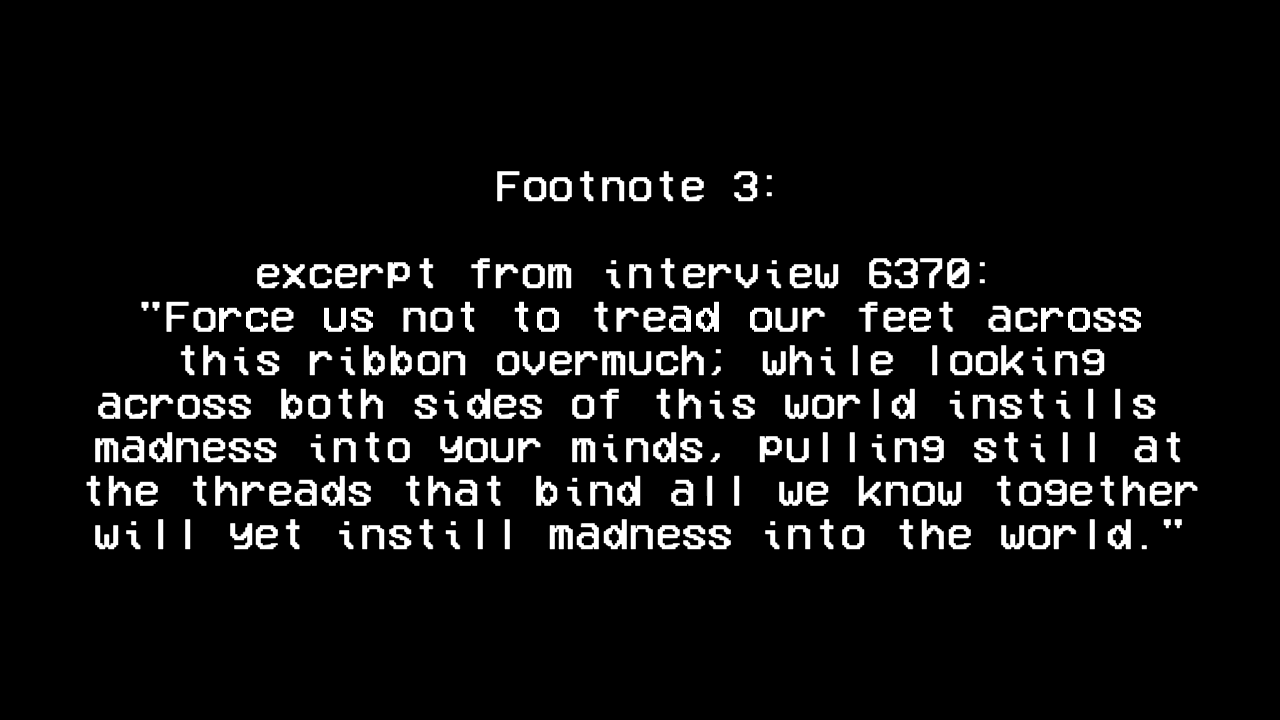 Footnote 3:
excerpt from interview 6370:
"Force us not to tread our feet across
this ribbon overmuch; while looking
across both sides of this world instills
madness into your minds, pulling still at
the threads that bind all we know together
will yet instill madness into the world."